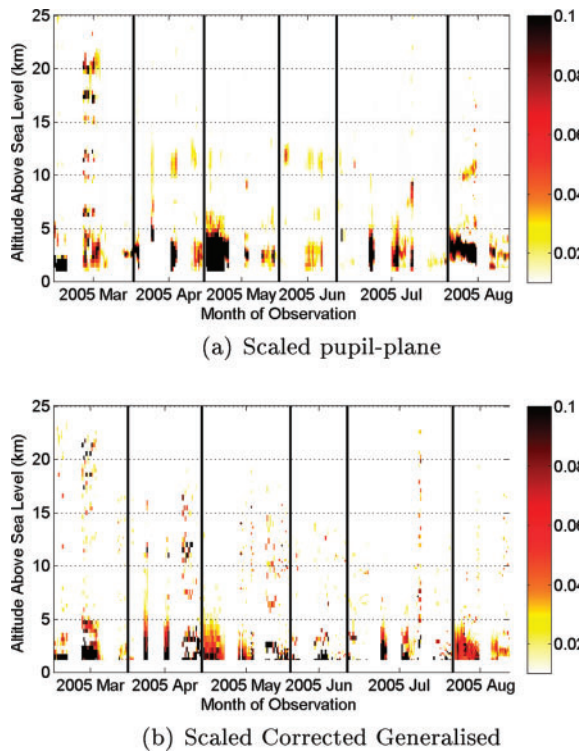 25
20
15
10
5
0
Altitude Above Sea Level (km)
2005 Mar 2005 Apr 2005 May 2005 Jun 2005 Jul 2005 Aug
Month of Observation
0.1
0.08
0.06
0.04
0.02
(a) Scaled pupil-plane
25
20
15
10
5
0
Altitude Above Sea Level (km)
2005 Mar 2005 Apr 2005 May 2005 Jun 2005 Jul 2005 Aug
Month of Observation
0.1
0.08
0.06
0.04
0.02
(b) Scaled Corrected Generalised